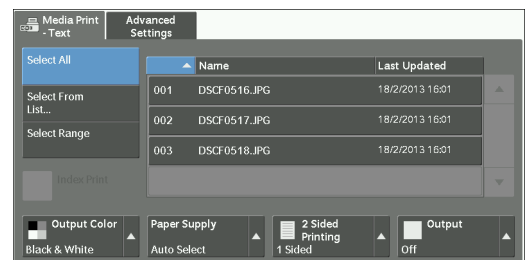 Media Print
- Text
Advanced
Settings
Select All
Select From
List...
Select Range
Index Print
Name
Last Updated
001 DSCF0516.JPG 18/2/2013 16:01
002 DSCF0517.JPG 18/2/2013 16:01
003 DSCF0518.JPG 18/2/2013 16:01
Output Color
Black & White
Paper Supply
Auto Select
2 Sided
Printing
1 Sided
Output
Off